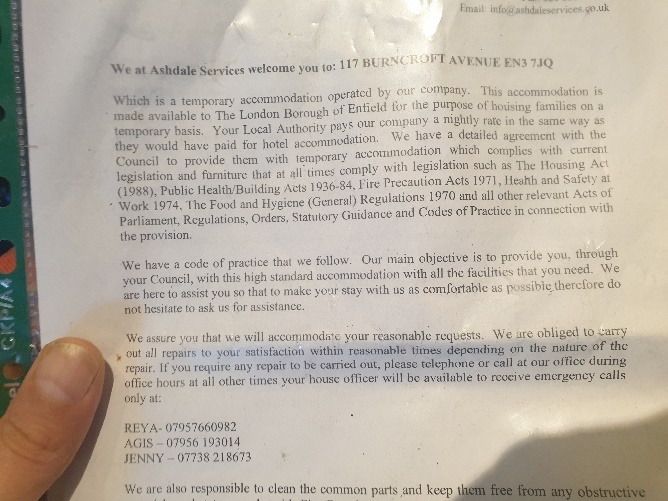 Email: info@ashdaleservices.co.uk
We at Ashdale Services welcome you to: 117 BURNCROFT AVENUE EN3 7JQ
Which is a temporary accommodation operated by our company. This accommodation is
made available to The London Borough of Enfield for the purpose of housing families on a
temporary basis. Your Local Authority pays our company a nightly rate in the same way as
they would have paid for hotel accommodation. We have a detailed agreement with the
Council to provide them with temporary accommodation which complies with current
legislation and furniture that at all times comply with legislation such as The Housing Act
(1988), Public Health/Building Acts 1936-84, Fire Precaution Acts 1971, Health and Safety at
Work 1974, The Food and Hygiene (General) Regulations 1970 and all other relevant Acts of
Parliament, Regulations, Orders, Statutory Guidance and Codes of Practice in connection with
the provision.
We have a code of practice that we follow. Our main objective is to provide you, through
your Council, with this high standard accommodation with all the facilities that you need. We
are here to assist you so that to make your stay with us as comfortable as possible therefore do
not hesitate to ask us for assistance.
We assure you that we will accommodate your reasonable requests. We are obliged to carry
out all repairs to your satisfaction within reasonable times depending on the nature of the
repair. If you require any repair to be carried out, please telephone or call at our office during
office hours at all other times your house officer will be available to receive emergency calls
only at:
REYA- 07957660982
AGIS – 07956 193014
JENNY – 07738 218673
We are also responsible to clean the common parts and keep them free from any obstructive